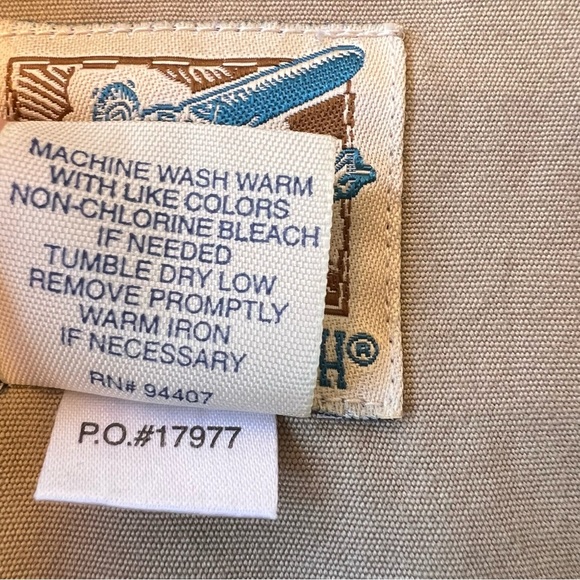 MACHINE WASH WARM
WITH LIKE COLORS
NON-CHLORINE BLEACH
IF NEEDED
TUMBLE DRY LOW
REMOVE PROMPTLY
WARM IRON
IF NECESSARY
RN# 94407
H®
P.O.#17977